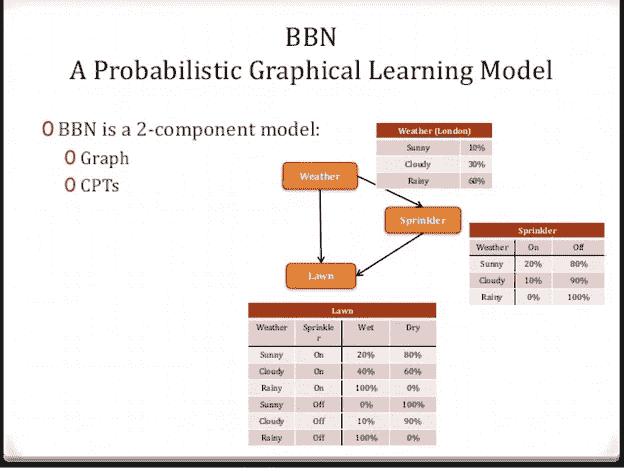 BBN
A Probabilistic Graphical Learning Model
BBN is a 2-component model:
Graph
CPTs
Weather (London)
Sunny 10%
Cloudy 30%
Rainy 60%
Weather
Sprinkler
Lawn
Sprinkler
Weather On Off
Sunny 20% 80%
Cloudy 10% 90%
Rainy 0% 100%
Lawn
Weather Sprinkle Wet Dry
r
Sunny On 20% 80%
Cloudy On 40% 60%
Rainy On 100% 0%
Sunny Off 0% 100%
Cloudy Off 10% 90%
Rainy Off 100% 0%